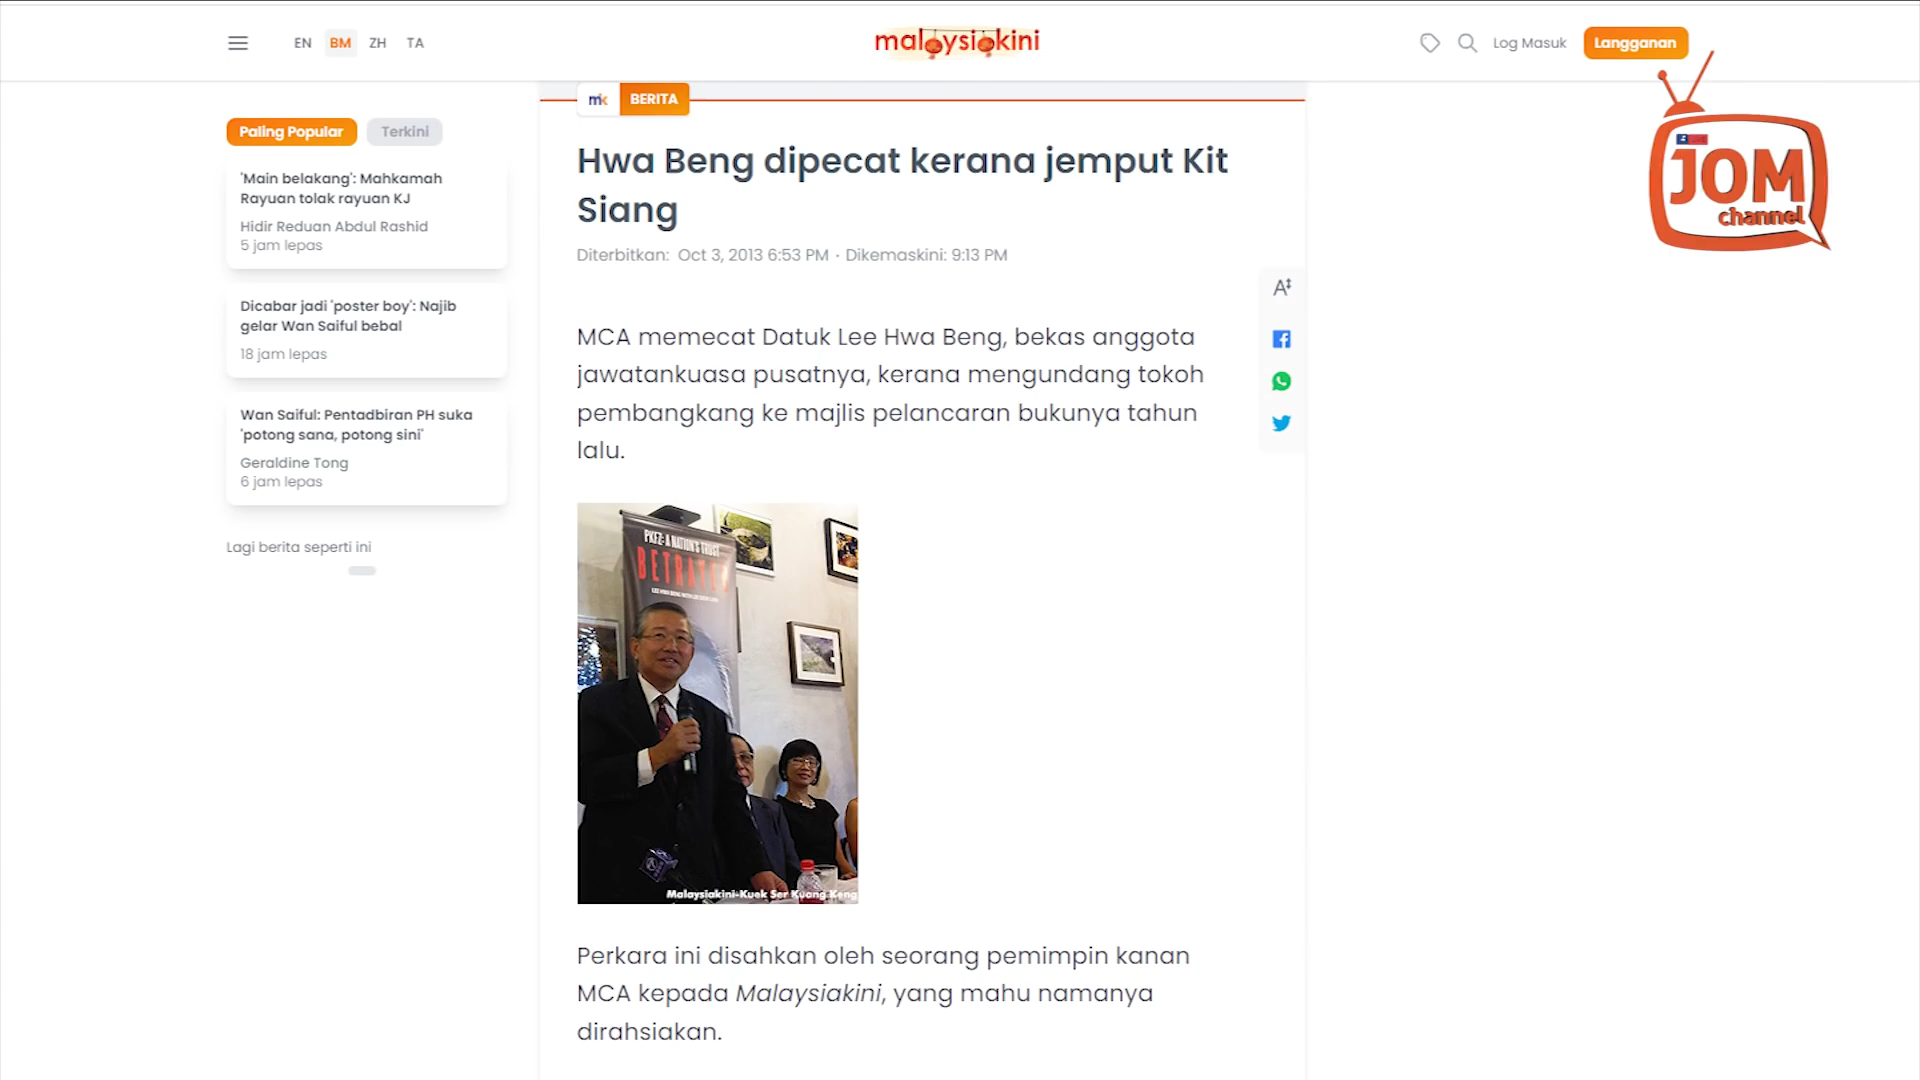 EN BM ZH TA
malaysiakini
Log Masuk
Langganan
JOM
channel
Paling Popular
Terkini
'Main belakang': Mahkamah
Rayuan tolak rayuan KJ
Hidir Reduan Abdul Rashid
5 jam lepas
Dicabar jadi 'poster boy': Najib
gelar Wan Saiful bebal
18 jam lepas
Wan Saiful: Pentadbiran PH suka
'potong sana, potong sini'
Geraldine Tong
6 jam lepas
Lagi berita seperti ini
mk BERITA
Hwa Beng dipecat kerana jemput Kit
Siang
Diterbitkan: Oct 3, 2013 6:53 PM · Dikemaskini: 9:13 PM
A
MCA memecat Datuk Lee Hwa Beng, bekas anggota
jawatankuasa pusatnya, kerana mengundang tokoh
pembangkang ke majlis pelancaran bukunya tahun
lalu.
PKFZ: A NATION'S TRUST
BETRAYED
Malaysiakini-Kuek Ser Kuang Keng
Perkara ini disahkan oleh seorang pemimpin kanan
MCA kepada Malaysiakini, yang mahu namanya
dirahsiakan.